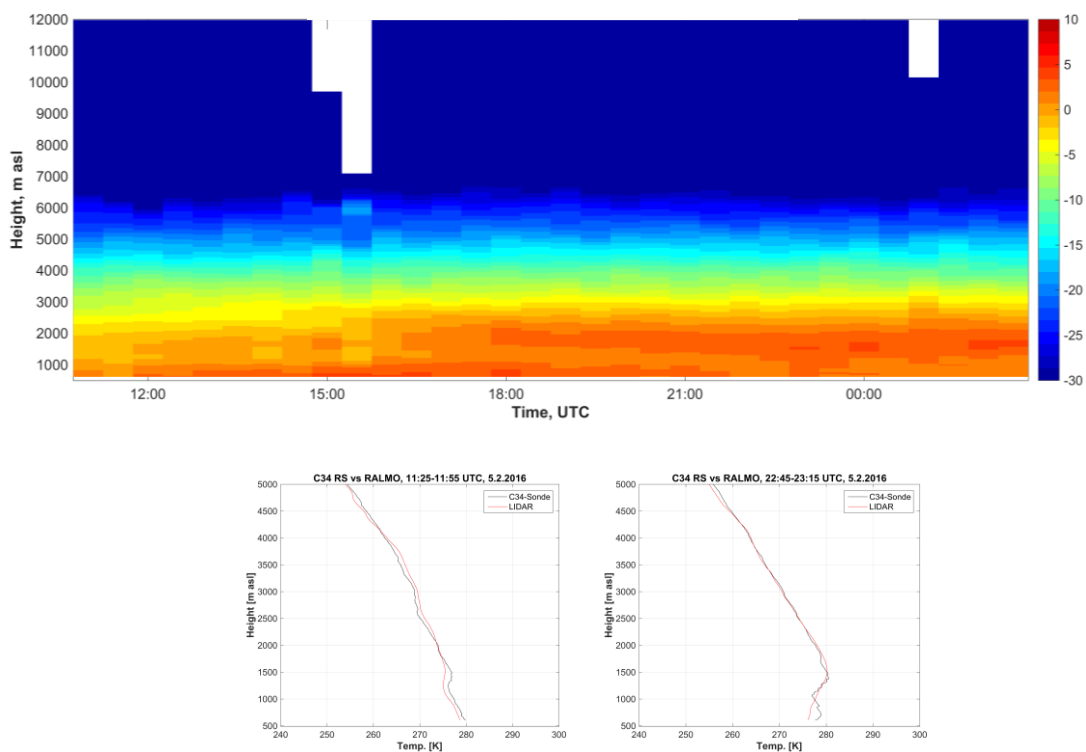 12000
11000
10000
9000
8000
7000
6000
5000
4000
3000
2000
1000
Height, m asl
12:00 15:00 18:00 21:00 00:00
Time, UTC
10
5
0
-5
-10
-15
-20
-25
-30
C34 RS vs RALMO, 11:25-11:55 UTC, 5.2.2016
C34-Sonde
LIDAR
5000
4500
4000
3500
3000
2500
2000
1500
1000
500
Height [m asl]
240 250 260 270 280 290 300
Temp. [K]
C34 RS vs RALMO, 22:45-23:15 UTC, 5.2.2016
C34-Sonde
LIDAR
5000
4500
4000
3500
3000
2500
2000
1500
1000
500
Height [m asl]
240 250 260 270 280 290 300
Temp. [K]